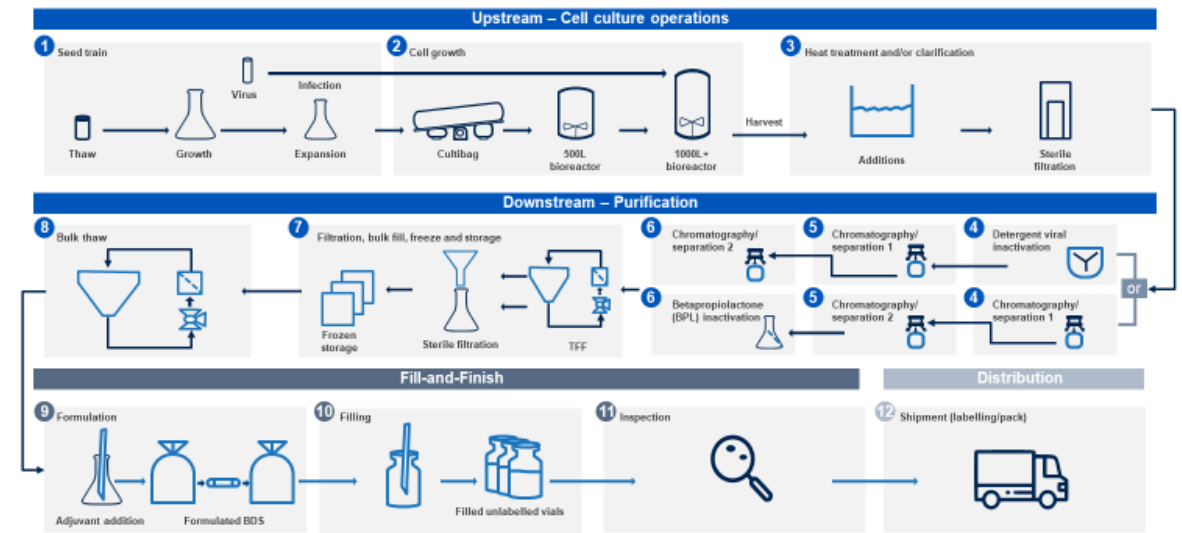 Upstream – Cell culture operations
1 Seed train
2 Cell growth
3 Heat treatment and/or clarification
Virus
Infection
Harvest
Thaw
Growth
Expansion
Cultibag
500L
bioreactor
1000L+
bioreactor
Additions
Sterile
filtration
Downstream – Purification
8 Bulk thaw
7 Filtration, bulk fill, freeze and storage
6 Chromatography/
separation 2
5 Chromatography/
separation 1
4 Detergent viral
inactivation
or
6 Betapropiolactone
(BPL) inactivation
5 Chromatography/
separation 2
4 Chromatography/
separation 1
Frozen
storage
Sterile filtration
TFF
Fill-and-Finish
Distribution
9 Formulation
10 Filling
11 Inspection
12 Shipment (labelling/pack)
Adjuvant addition
Formulated BDS
Filled unlabelled vials